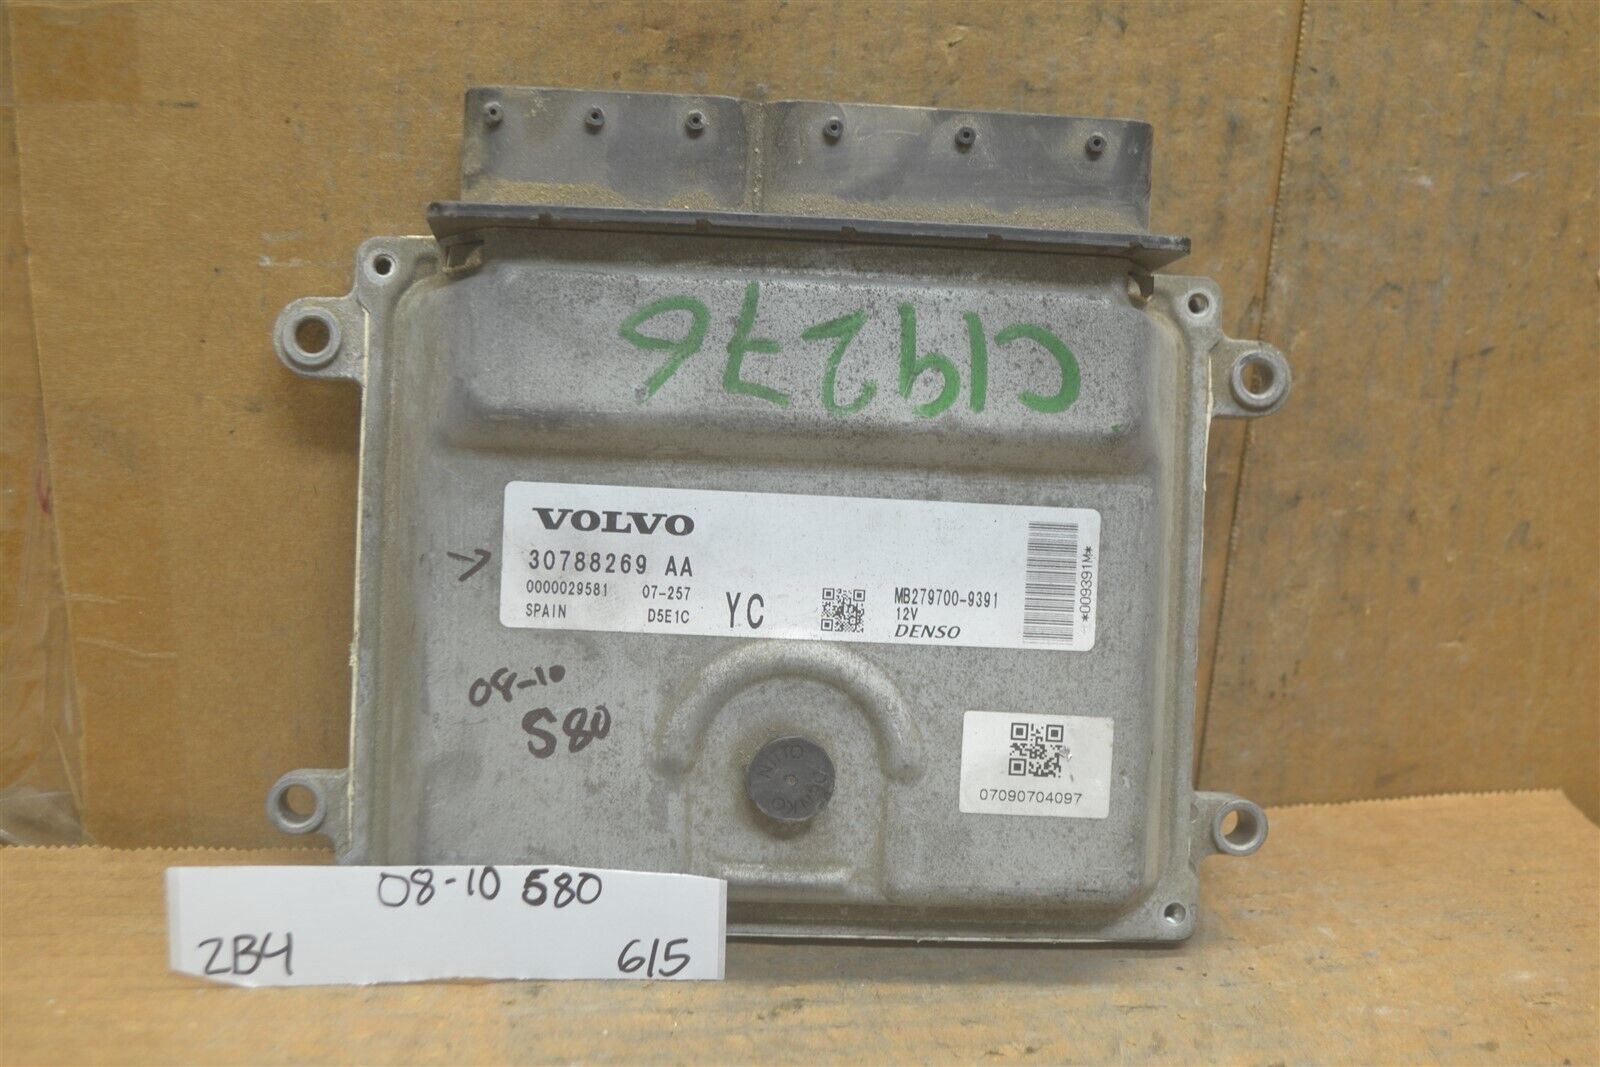 C19276
VOLVO
30788269 AA
0000029581 07-257
SPAIN D5E1C YC
MB279700-9391
12V
DENSO
*009391M*
08-10
S80
NITTO
07090704097
08-10 S80
2B4 615